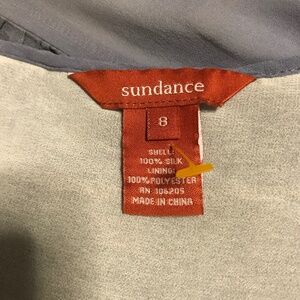 sundance
8
SHELL:
100% SILK
LINING:
100% POLYESTER
RN 106205
MADE IN CHINA